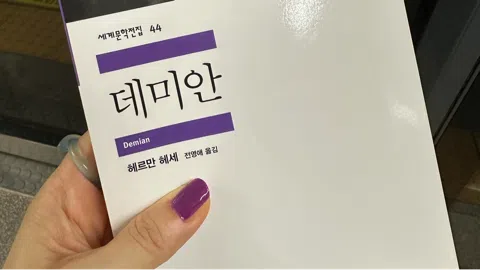 세계문학전집 44
데미안
Demian
헤르만 헤세 전영애 옮김